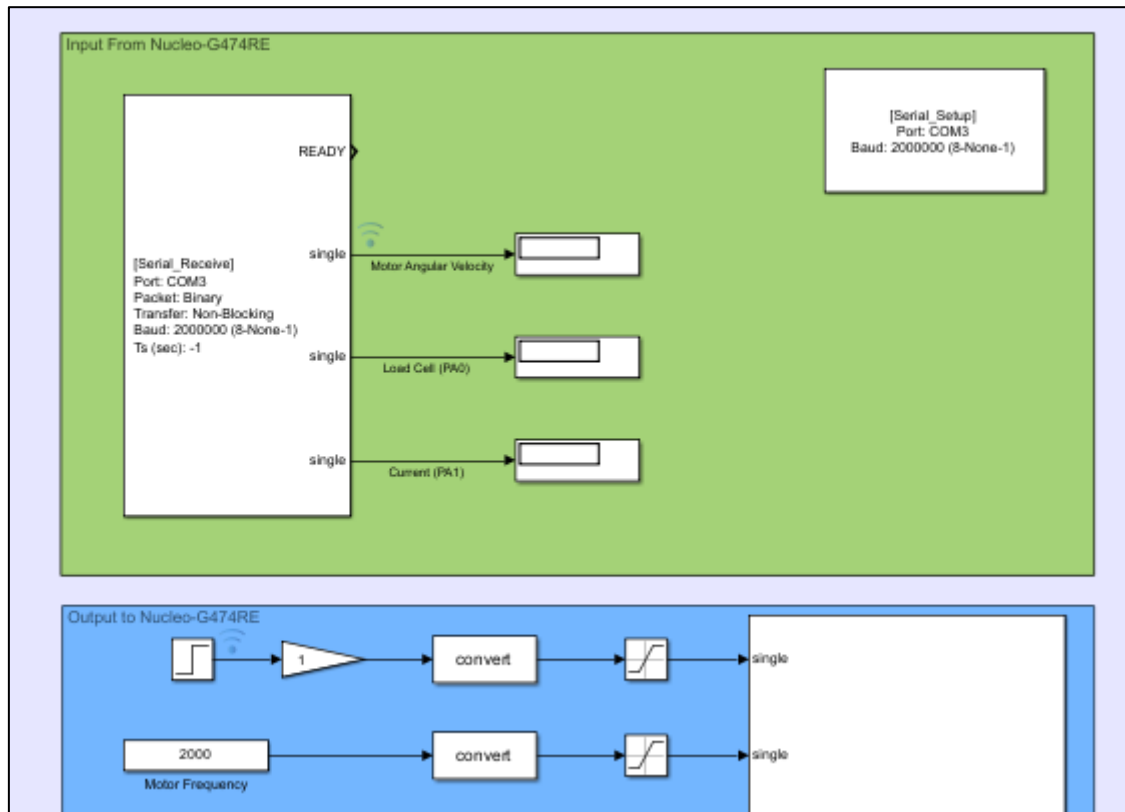 Input From Nucleo-G474RE
[Serial_Setup]
Port: COM3
Baud: 2000000 (8-None-1)
READY
single
Motor Angular Velocity
[Serial_Receive]
Port: COM3
Packet: Binary
Transfer: Non-Blocking
Baud: 2000000 (8-None-1)
Ts (sec): -1
single
Load Cell (PA0)
single
Current (PA1)
Output to Nucleo-G474RE
1
convert
single
2000
convert
single
Motor Frequency